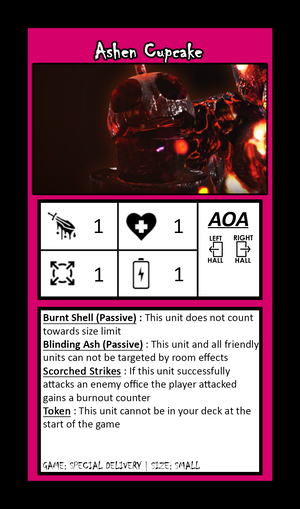 Ashen Cupcake
1
1
AOA
LEFT RIGHT
HALL HALL
1
1
Burnt Shell (Passive) : This unit does not count
towards size limit
Blinding Ash (Passive) : This unit and all friendly
units can not be targeted by room effects
Scorched Strikes : If this unit successfully
attacks an enemy office the player attacked
gains a burnout counter
Token : This unit cannot be in your deck at the
start of the game
GAME: SPECIAL DELIVERY | SIZE: SMALL